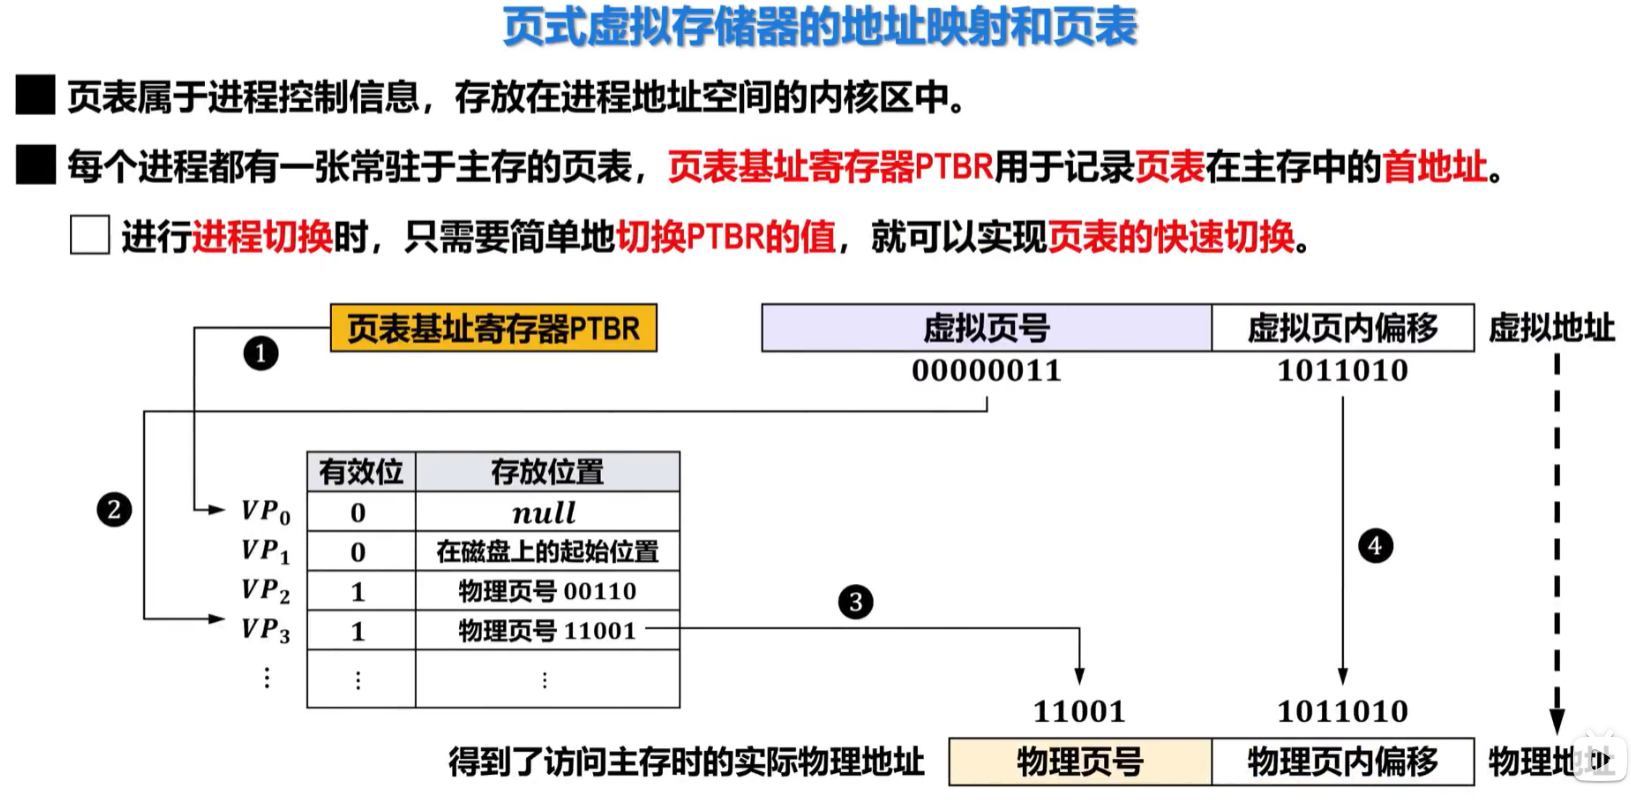 页式虚拟存储器的地址映射和页表
页表属于进程控制信息，存放在进程地址空间的内核区中。
每个进程都有一张常驻于主存的页表，页表基址寄存器PTBR用于记录页表在主存中的首地址。
进行进程切换时，只需要简单地切换PTBR的值，就可以实现页表的快速切换。
页表基址寄存器PTBR 虚拟页号 虚拟页内偏移 虚拟地址
1
00000011 1011010
有效位 存放位置
2
VP0 0 null
VP1 0 在磁盘上的起始位置
4
VP2 1 物理页号 00110
3
VP3 1 物理页号 11001
⋮ ⋮ ⋮
11001 1011010
得到了访问主存时的实际物理地址 物理页号 物理页内偏移 物理地址